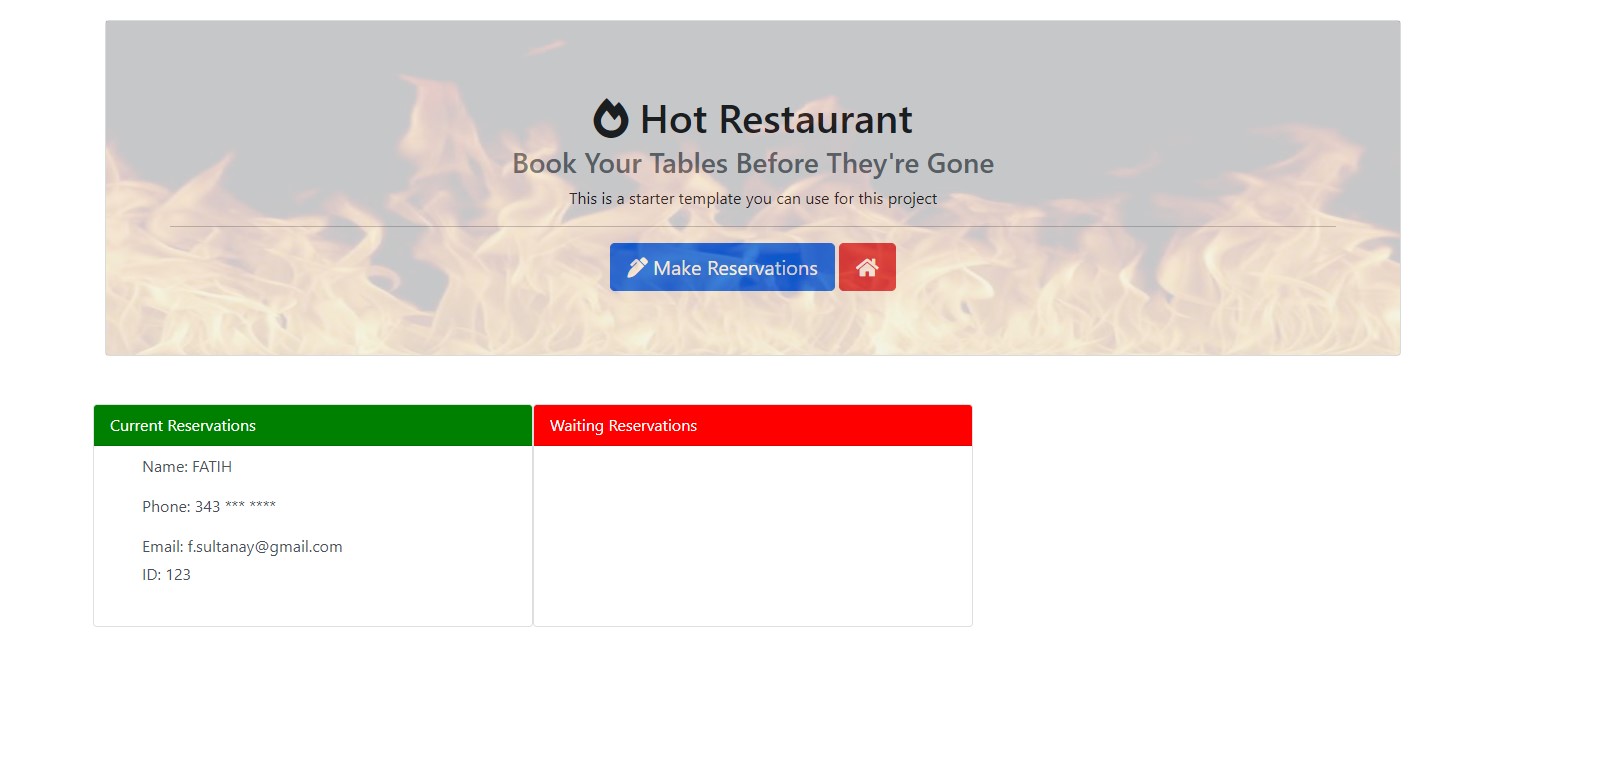 Hot Restaurant
Book Your Tables Before They're Gone
This is a starter template you can use for this project
Make Reservations
Current Reservations
Name: FATIH
Phone: 343 *** ****
Email: f.sultanay@gmail.com
ID: 123
Waiting Reservations